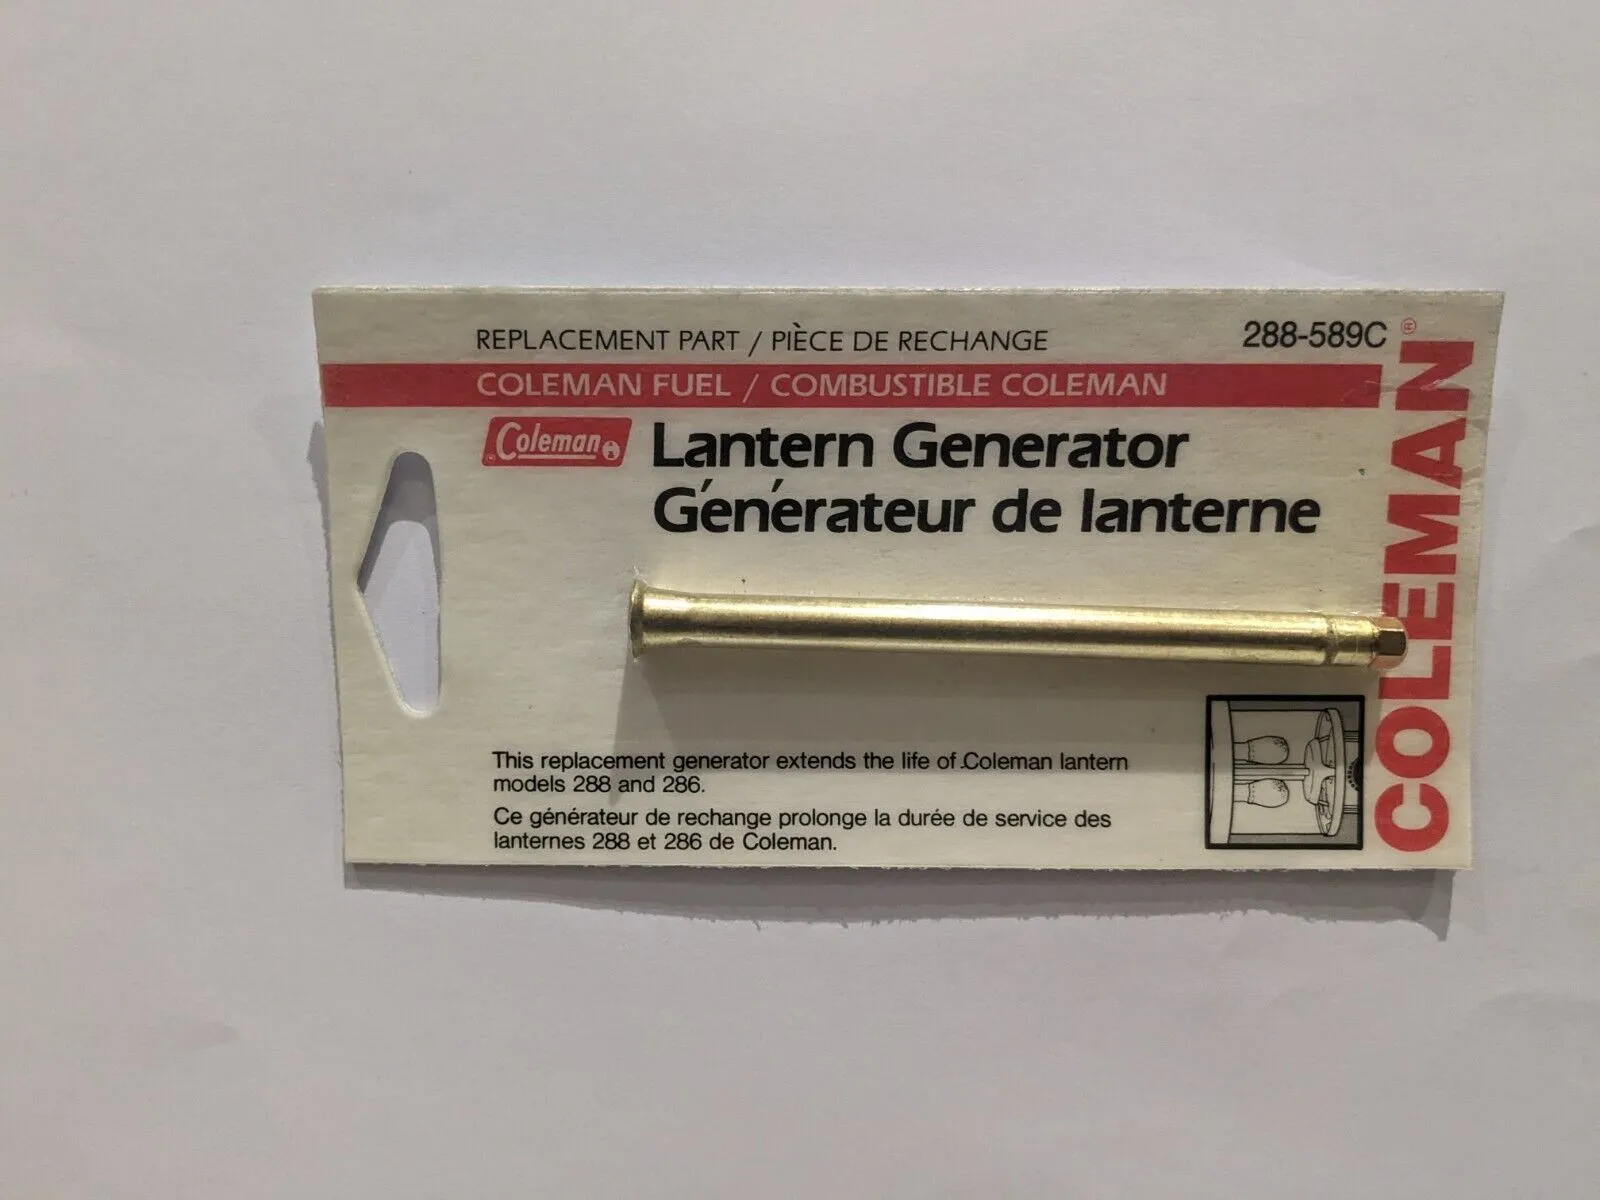 REPLACEMENT PART / PIÈCE DE RECHANGE
288-589C
COLEMAN FUEL / COMBUSTIBLE COLEMAN
Coleman
Lantern Generator
Générateur de lanterne
This replacement generator extends the life of Coleman lantern
models 288 and 286.
Ce générateur de rechange prolonge la durée de service des
lanternes 288 et 286 de Coleman.
COLEMAN®